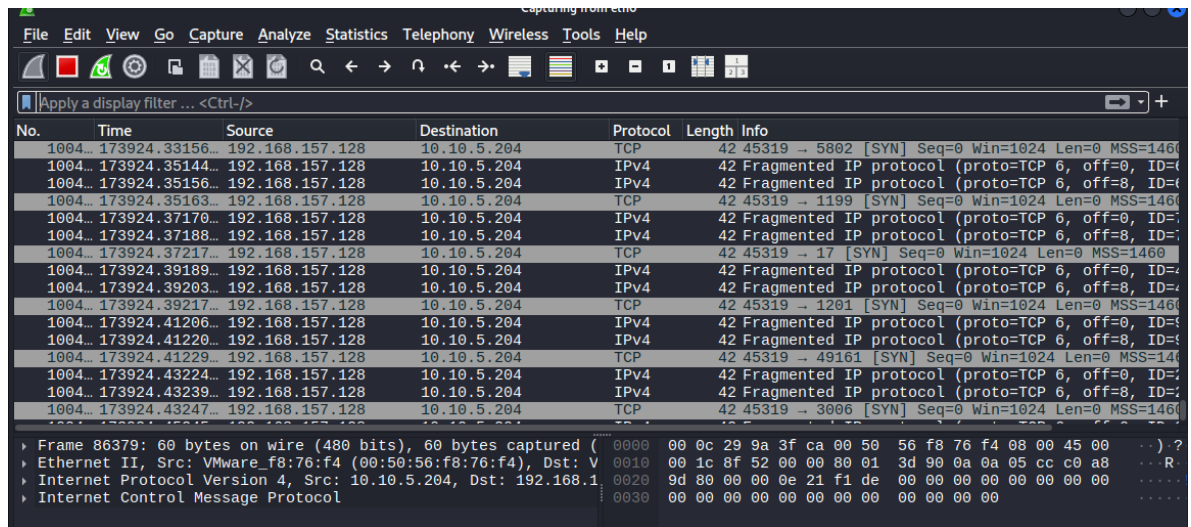 Capturing from eth0
File Edit View Go Capture Analyze Statistics Telephony Wireless Tools Help
Apply a display filter ... <Ctrl-/>
No. Time Source Destination Protocol Length Info
1004… 173924.33156… 192.168.157.128 10.10.5.204 TCP 42 45319 → 5802 [SYN] Seq=0 Win=1024 Len=0 MSS=1460
1004… 173924.35144… 192.168.157.128 10.10.5.204 IPv4 42 Fragmented IP protocol (proto=TCP 6, off=0, ID=6
1004… 173924.35156… 192.168.157.128 10.10.5.204 IPv4 42 Fragmented IP protocol (proto=TCP 6, off=8, ID=6
1004… 173924.35163… 192.168.157.128 10.10.5.204 TCP 42 45319 → 1199 [SYN] Seq=0 Win=1024 Len=0 MSS=1460
1004… 173924.37170… 192.168.157.128 10.10.5.204 IPv4 42 Fragmented IP protocol (proto=TCP 6, off=0, ID=7
1004… 173924.37188… 192.168.157.128 10.10.5.204 IPv4 42 Fragmented IP protocol (proto=TCP 6, off=8, ID=7
1004… 173924.37217… 192.168.157.128 10.10.5.204 TCP 42 45319 → 17 [SYN] Seq=0 Win=1024 Len=0 MSS=1460
1004… 173924.39189… 192.168.157.128 10.10.5.204 IPv4 42 Fragmented IP protocol (proto=TCP 6, off=0, ID=4
1004… 173924.39203… 192.168.157.128 10.10.5.204 IPv4 42 Fragmented IP protocol (proto=TCP 6, off=8, ID=4
1004… 173924.39217… 192.168.157.128 10.10.5.204 TCP 42 45319 → 1201 [SYN] Seq=0 Win=1024 Len=0 MSS=1460
1004… 173924.41206… 192.168.157.128 10.10.5.204 IPv4 42 Fragmented IP protocol (proto=TCP 6, off=0, ID=9
1004… 173924.41220… 192.168.157.128 10.10.5.204 IPv4 42 Fragmented IP protocol (proto=TCP 6, off=8, ID=9
1004… 173924.41229… 192.168.157.128 10.10.5.204 TCP 42 45319 → 49161 [SYN] Seq=0 Win=1024 Len=0 MSS=146
1004… 173924.43224… 192.168.157.128 10.10.5.204 IPv4 42 Fragmented IP protocol (proto=TCP 6, off=0, ID=2
1004… 173924.43239… 192.168.157.128 10.10.5.204 IPv4 42 Fragmented IP protocol (proto=TCP 6, off=8, ID=2
1004… 173924.43247… 192.168.157.128 10.10.5.204 TCP 42 45319 → 3006 [SYN] Seq=0 Win=1024 Len=0 MSS=1460
Frame 86379: 60 bytes on wire (480 bits), 60 bytes captured (
Ethernet II, Src: VMware_f8:76:f4 (00:50:56:f8:76:f4), Dst: V
Internet Protocol Version 4, Src: 10.10.5.204, Dst: 192.168.1
Internet Control Message Protocol
0000 00 0c 29 9a 3f ca 00 50 56 f8 76 f4 08 00 45 00 ··)·?
0010 00 1c 8f 52 00 00 80 01 3d 90 0a 0a 05 cc c0 a8 ···R·
0020 9d 80 00 00 0e 21 f1 de 00 00 00 00 00 00 00 00 ·····
0030 00 00 00 00 00 00 00 00 00 00 00 00 ·····